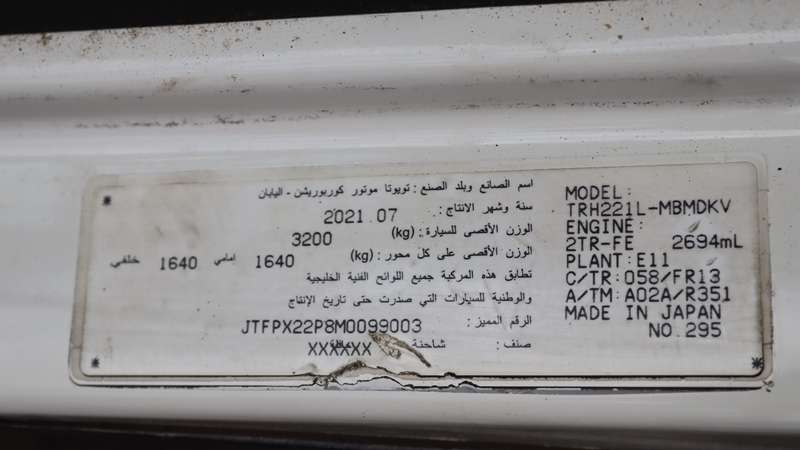 اسم الصانع وبلد الصنع : تويوتا موتور كوربوريشن - اليابان
سنة وشهر الانتاج : 2021.07
الوزن الأقصى للسيارة : (kg) 3200
الوزن الأقصى على كل محور : (kg) 1640 امامي 1640 خلفي
تطابق هذه المركبة جميع اللوائح الفنية الخليجية
والوطنية للسيارات التي صدرت حتى تاريخ الإنتاج
الرقم المميز : JTFPX22P8M0099003
صنف : شاحنة XXXXXX
MODEL:
TRH221L-MBMDKV
ENGINE:
2TR-FE 2694mL
PLANT:E11
C/TR:058/FR13
A/TM:A02A/R351
MADE IN JAPAN
NO.295